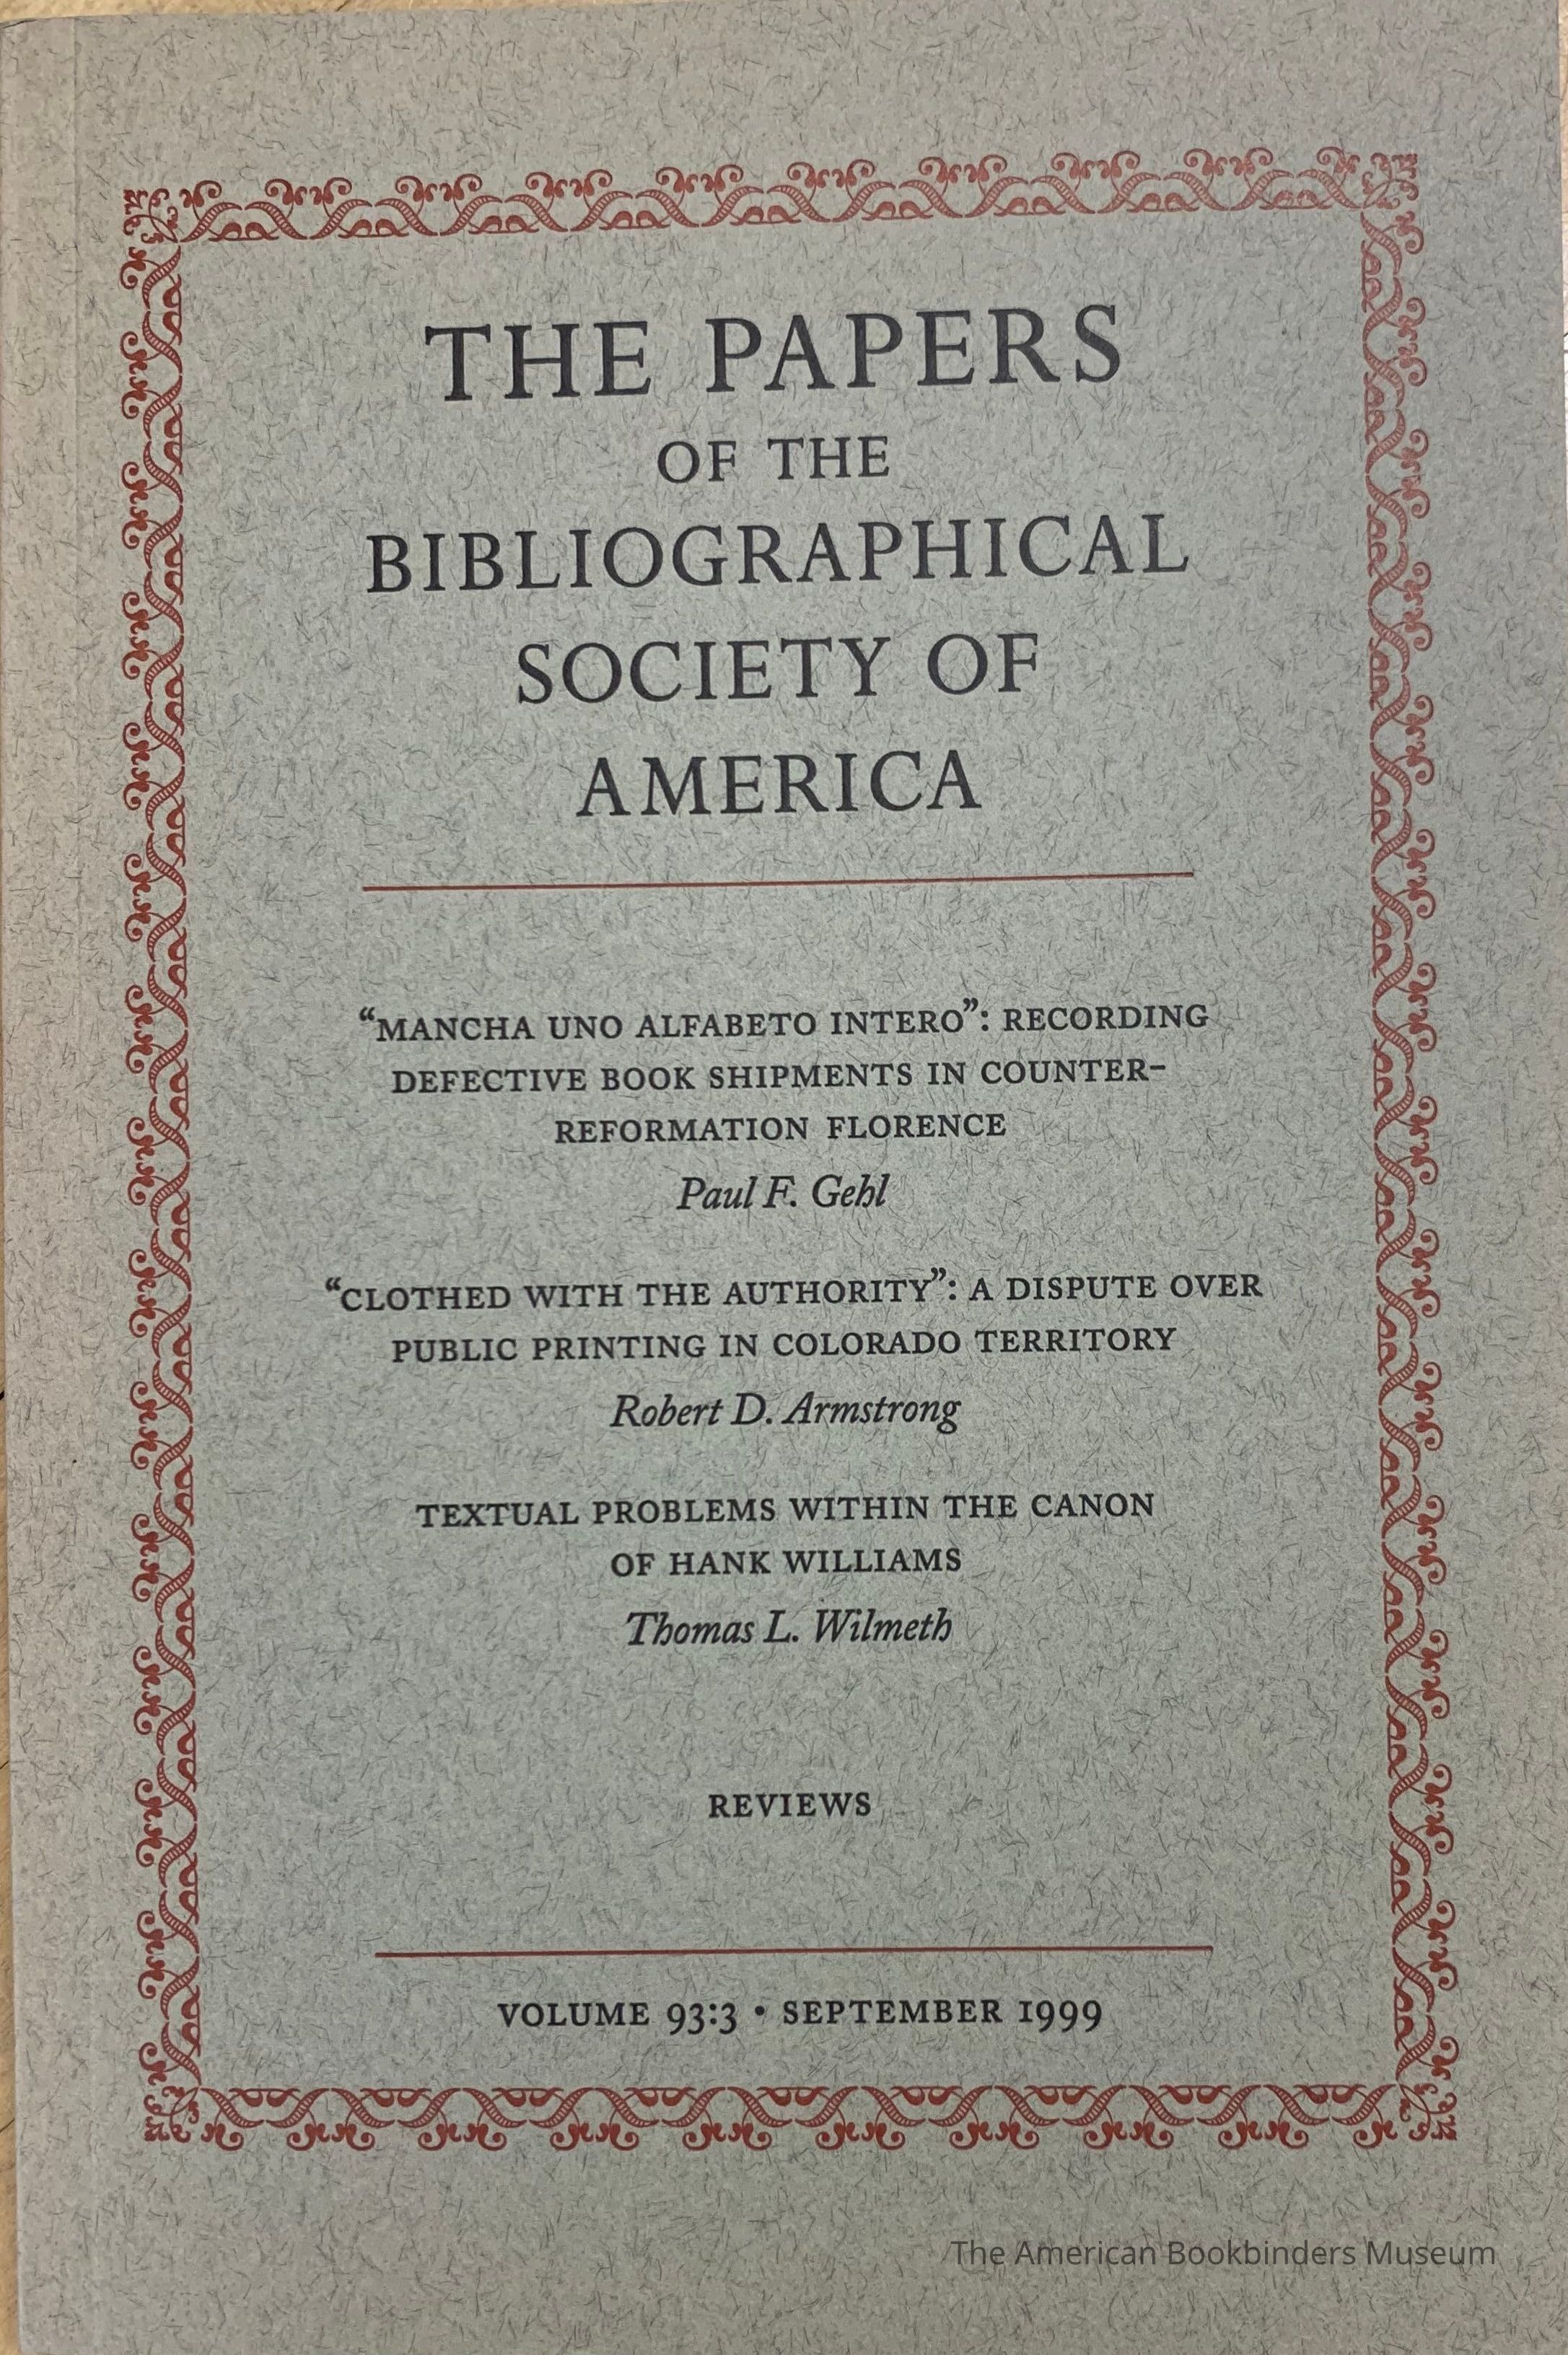 THE PAPERS
OF THE
BIBLIOGRAPHICAL
SOCIETY OF
AMERICA
“MANCHA UNO ALFABETO INTERO”: RECORDING
DEFECTIVE BOOK SHIPMENTS IN COUNTER-
REFORMATION FLORENCE
Paul F. Gehl
“CLOTHED WITH THE AUTHORITY”: A DISPUTE OVER
PUBLIC PRINTING IN COLORADO TERRITORY
Robert D. Armstrong
TEXTUAL PROBLEMS WITHIN THE CANON
OF HANK WILLIAMS
Thomas L. Wilmeth
REVIEWS
VOLUME 93:3 • SEPTEMBER 1999
The American Bookbinders Museum